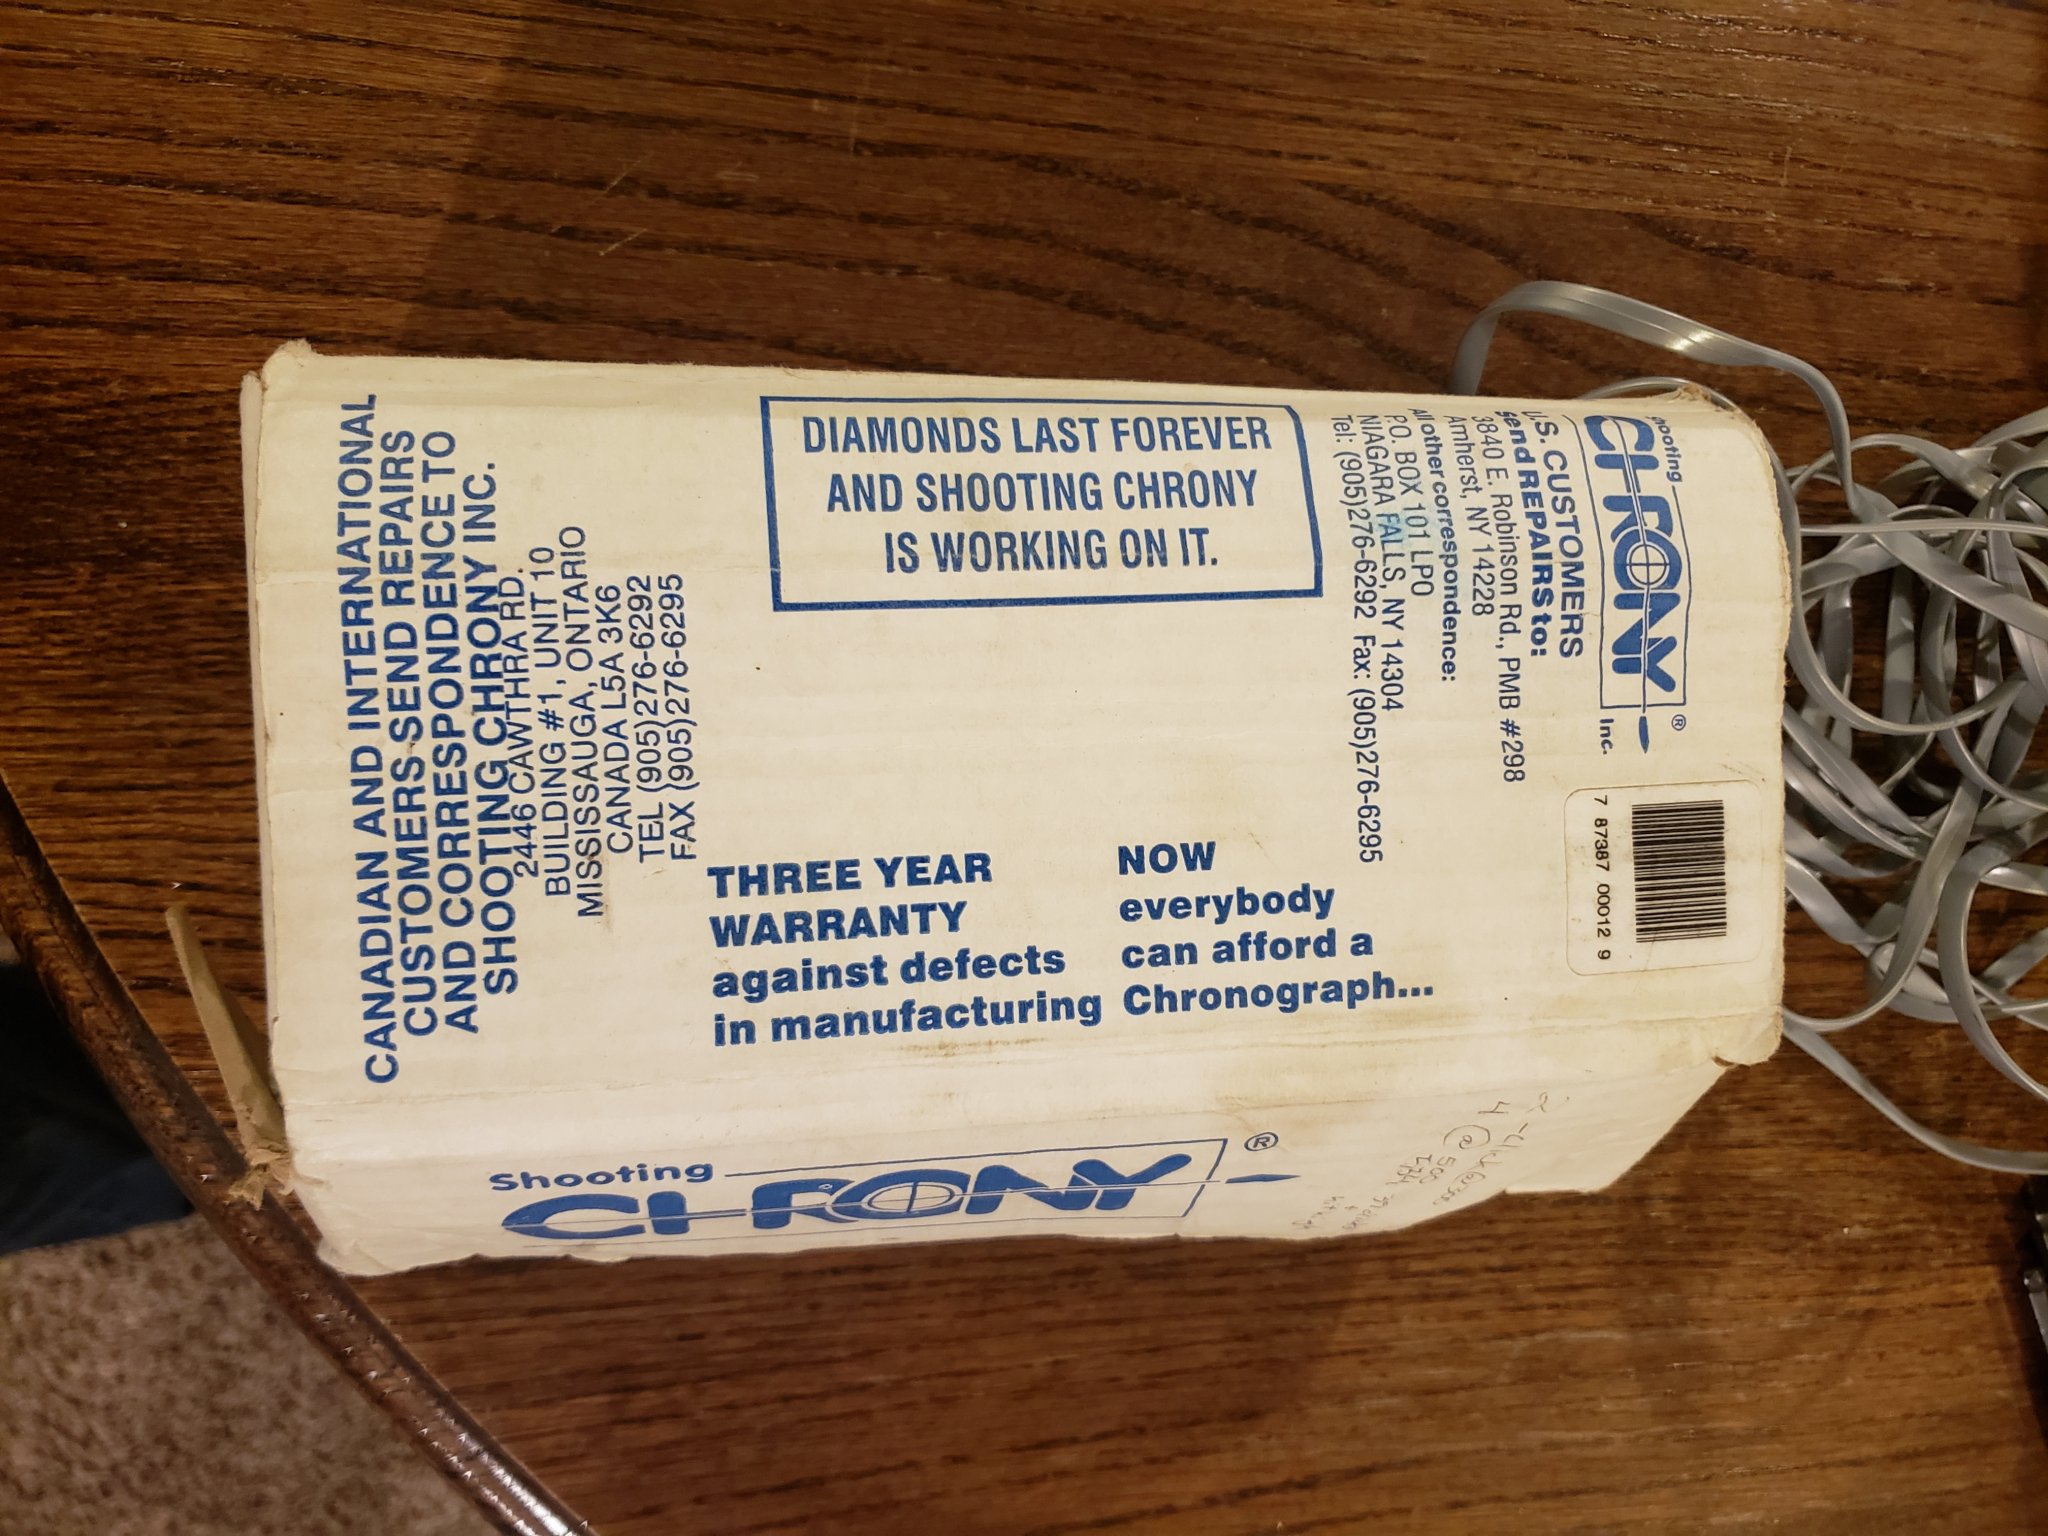 CANADIAN AND INTERNATIONAL
CUSTOMERS SEND REPAIRS
AND CORRESPONDENCE TO
SHOOTING CHRONY INC.
2446 CAWTHRA RD.
BUILDING #1, UNIT 10
MISSISSAUGA, ONTARIO
CANADA L5A 3K6
TEL (905)276-6292
FAX (905)276-6295
DIAMONDS LAST FOREVER
AND SHOOTING CHRONY
IS WORKING ON IT.
THREE YEAR
WARRANTY
against defects
in manufacturing
NOW
everybody
can afford a
Chronograph...
Shooting
CHRONY ®
Inc.
U.S. CUSTOMERS
send REPAIRS to:
3840 E. Robinson Rd., PMB #298
Amherst, NY 14228
All other correspondence:
P.O. BOX 101 LPO
NIAGARA FALLS, NY 14304
Tel: (905)276-6292 Fax: (905)276-6295
7 87387 00012 9
Shooting
CHRONY ®